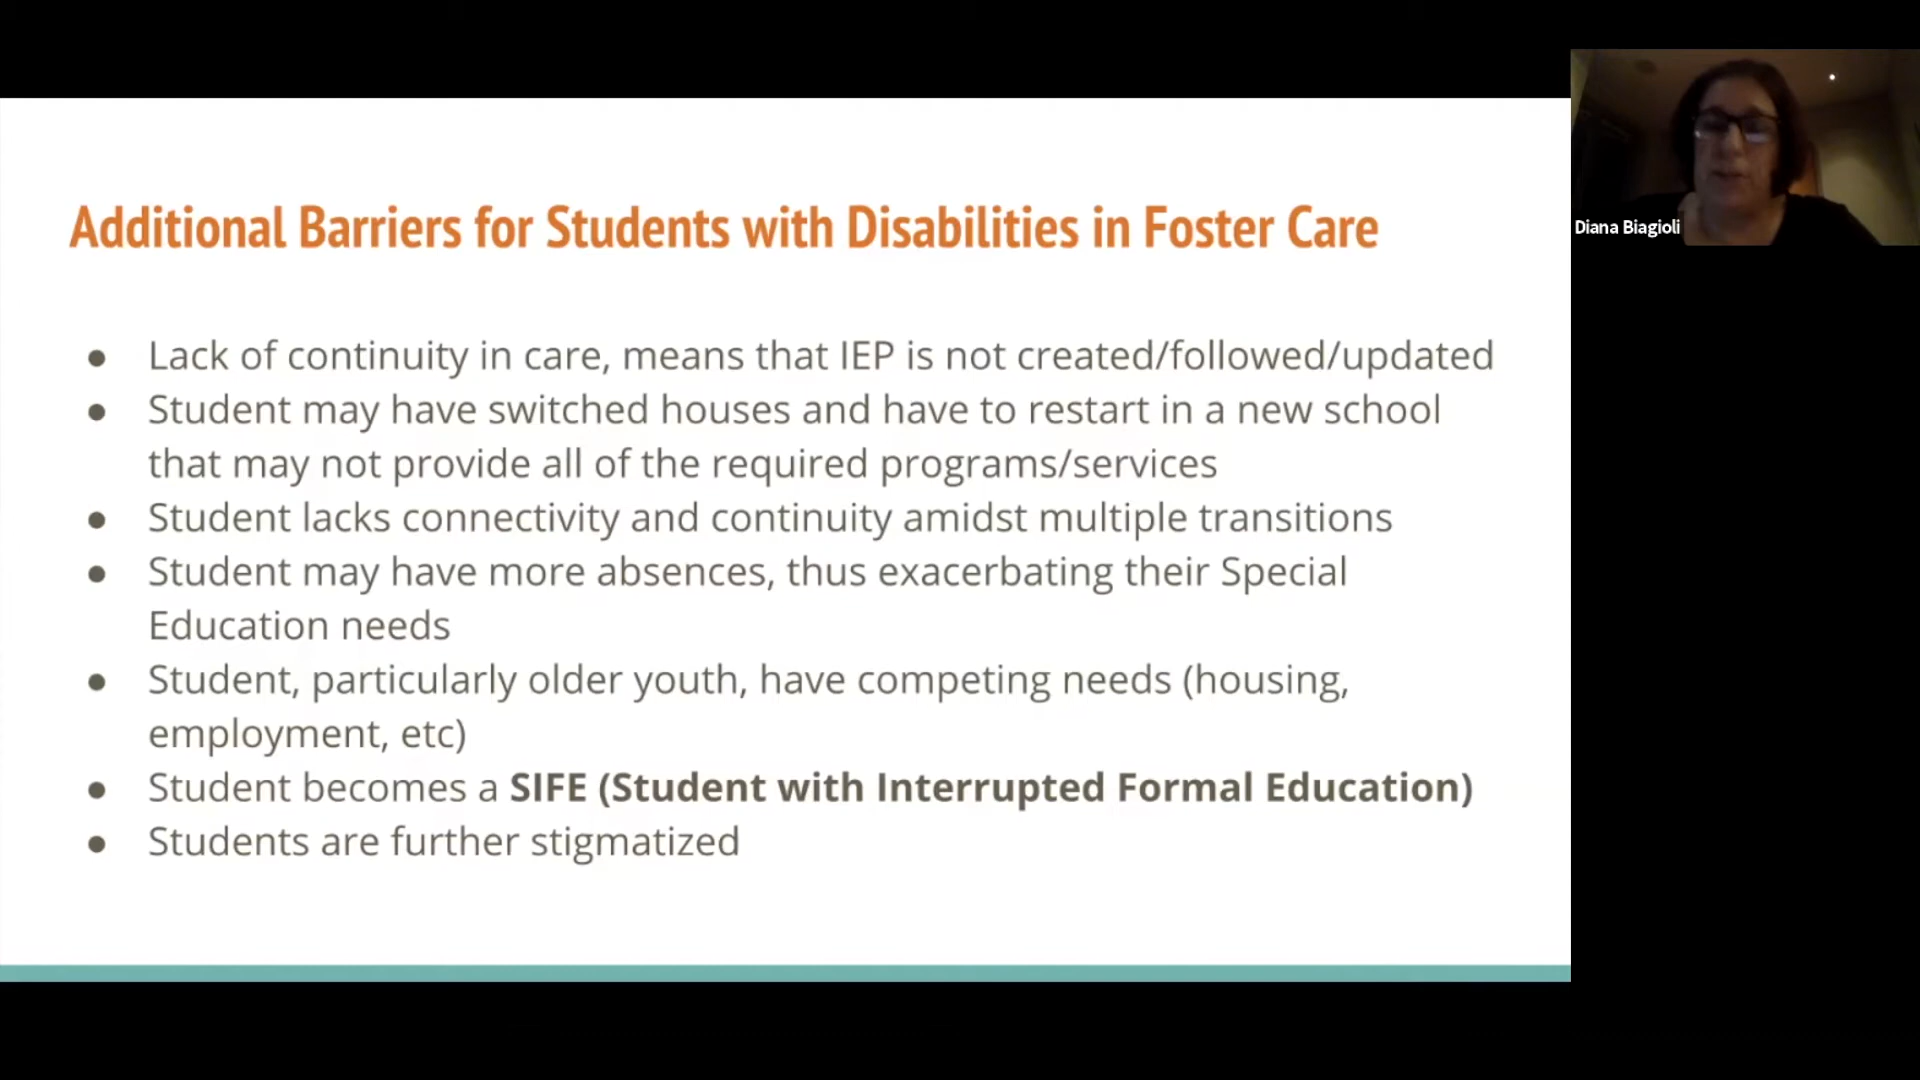 Additional Barriers for Students with Disabilities in Foster Care
● Lack of continuity in care, means that IEP is not created/followed/updated
● Student may have switched houses and have to restart in a new school
that may not provide all of the required programs/services
● Student lacks connectivity and continuity amidst multiple transitions
● Student may have more absences, thus exacerbating their Special
Education needs
● Student, particularly older youth, have competing needs (housing,
employment, etc)
● Student becomes a SIFE (Student with Interrupted Formal Education)
● Students are further stigmatized
Diana Biagioli